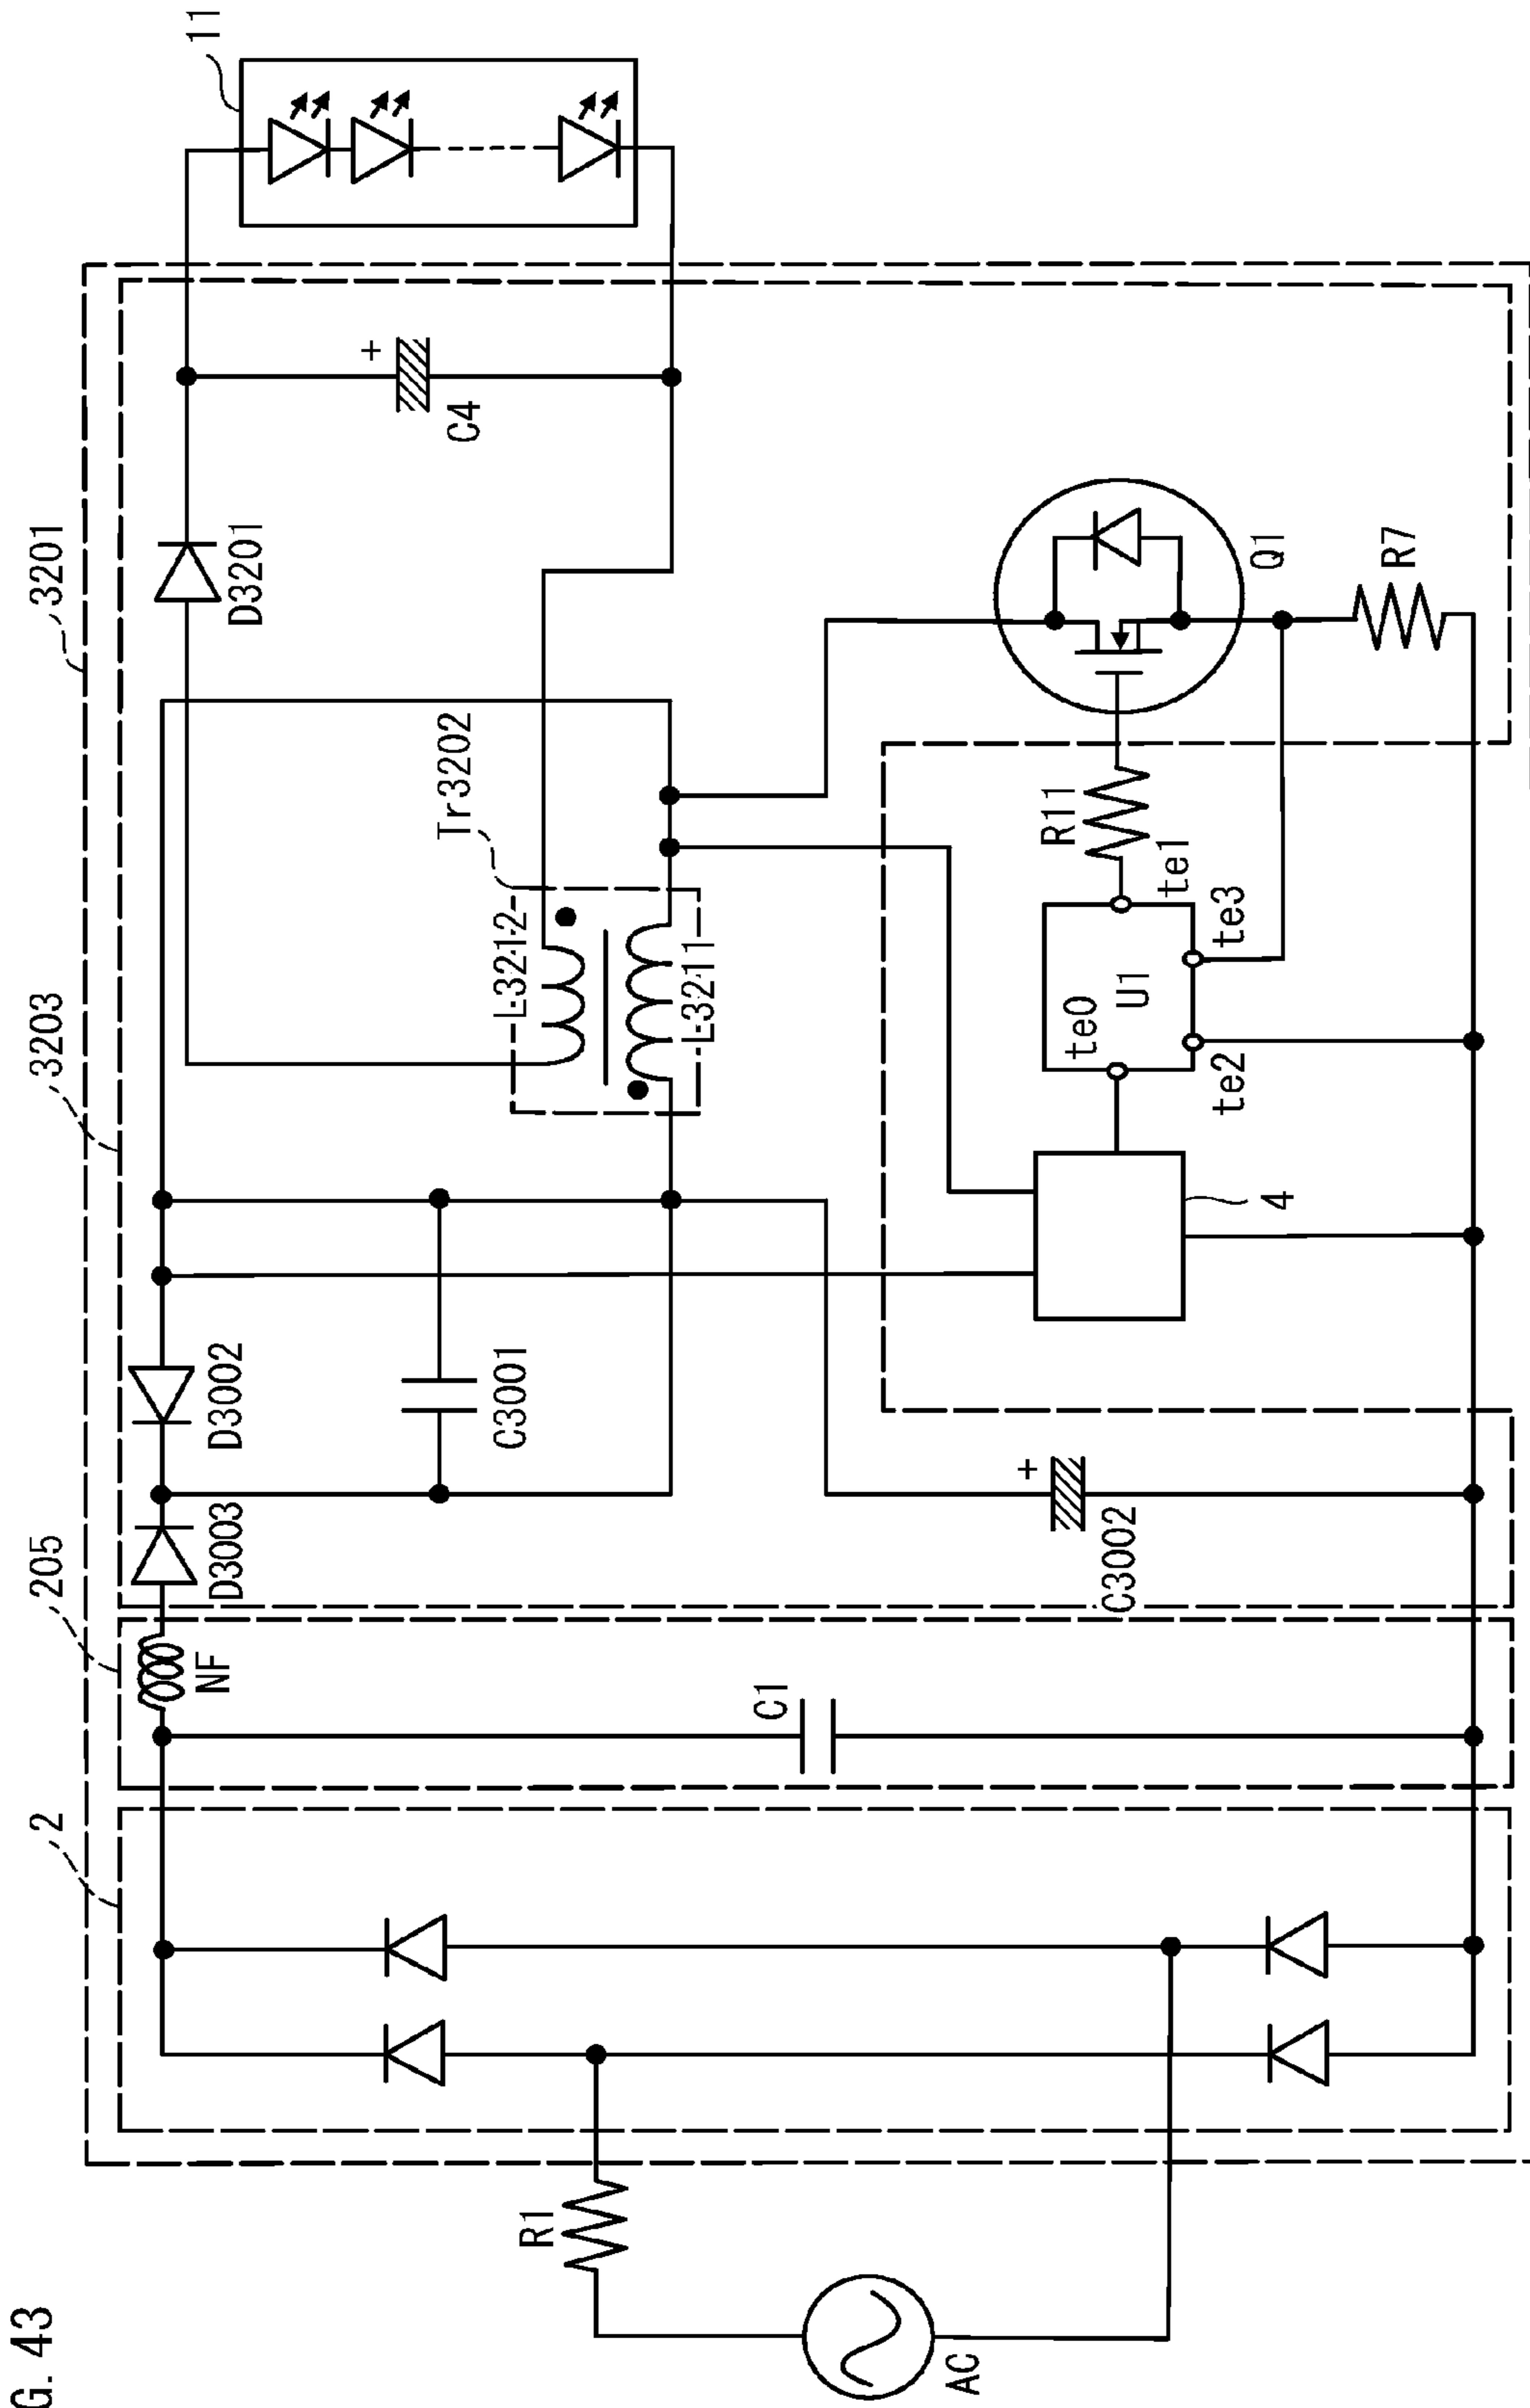 G. 43
3201
3203
205
2
11
D3201
C4
+
Tr3202
L3212
L3211
D3002
D3003
C3001
C3002
+
NF
C1
R1
AC
Q1
R7
R11
te1
te3
te0
U1
te2
4